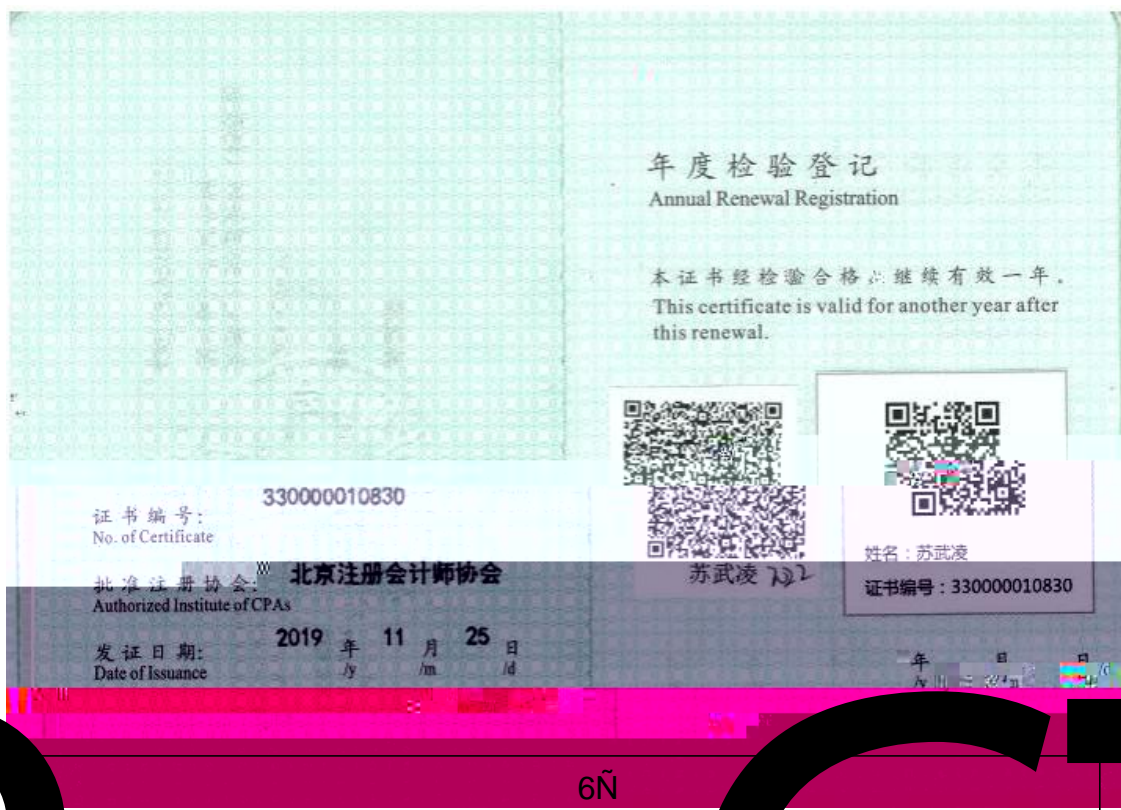 年度检验登记
Annual Renewal Registration
本证书经检验合格 继续有效一年。
This certificate is valid for another year after
this renewal.
证书编号:
330000010830
No. of Certificate
批准注册协会:
北京注册会计师协会
Authorized Institute of CPAs
发证日期:
2019 年 11 月 25 日
Date of Issuance
/y /m /d
苏武凌
姓名：苏武凌
证书编号：330000010830
年 月 日
/y
6Ñ